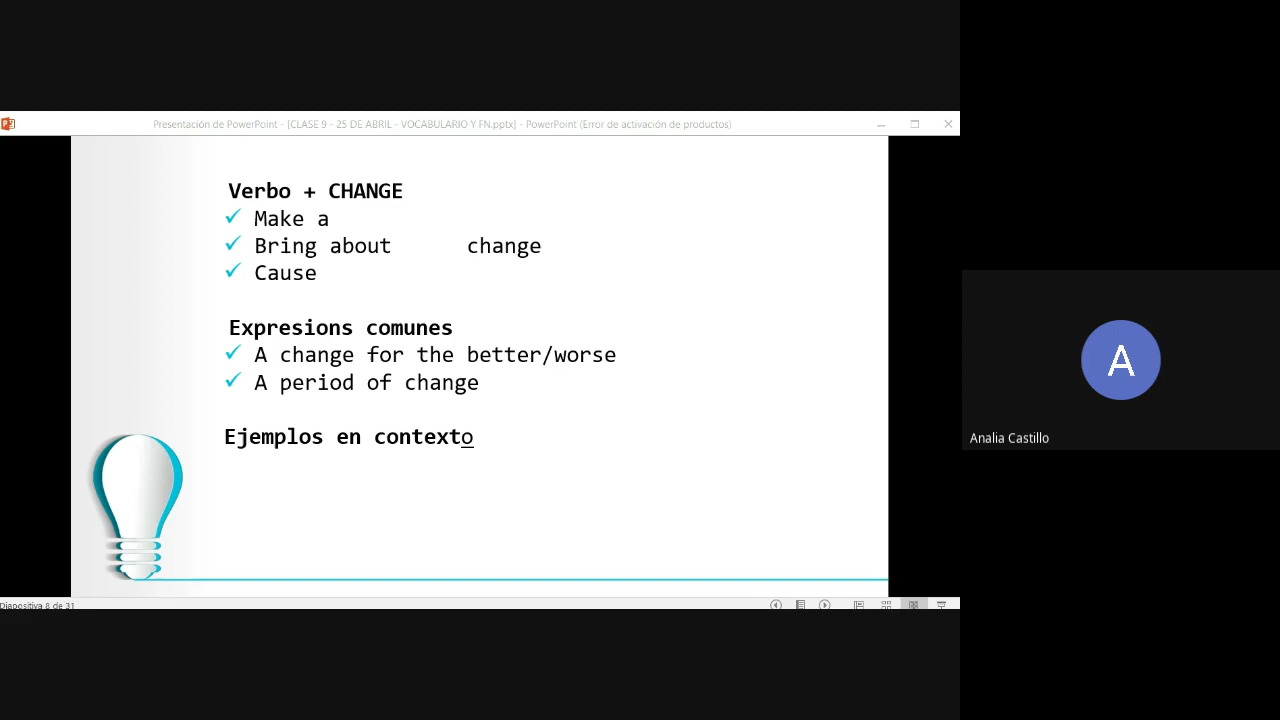 Presentación de PowerPoint - [CLASE 9 - 25 DE ABRIL - VOCABULARIO Y FN.pptx] - PowerPoint (Error de activación de productos)
Verbo + CHANGE
✓ Make a
✓ Bring about change
✓ Cause
Expresions comunes
✓ A change for the better/worse
✓ A period of change
Ejemplos en contexto
Diapositiva 8 de 31
A
Analia Castillo